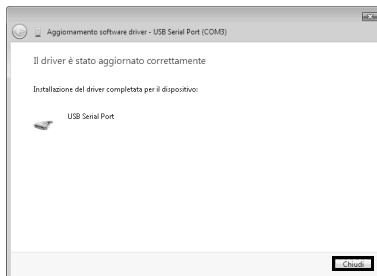 Aggiornamento software driver - USB Serial Port (COM3)
Il driver è stato aggiornato correttamente
Installazione del driver completata per il dispositivo:
USB Serial Port
Chiudi